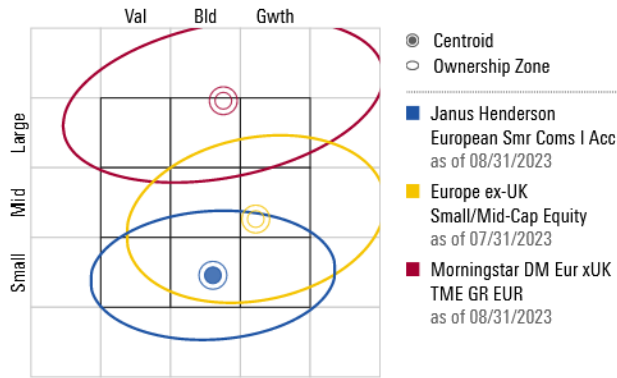 Val Bld Gwth
Large
Mid
Small
Centroid
Ownership Zone
Janus Henderson
European Smr Coms I Acc
as of 08/31/2023
Europe ex-UK
Small/Mid-Cap Equity
as of 07/31/2023
Morningstar DM Eur xUK
TME GR EUR
as of 08/31/2023